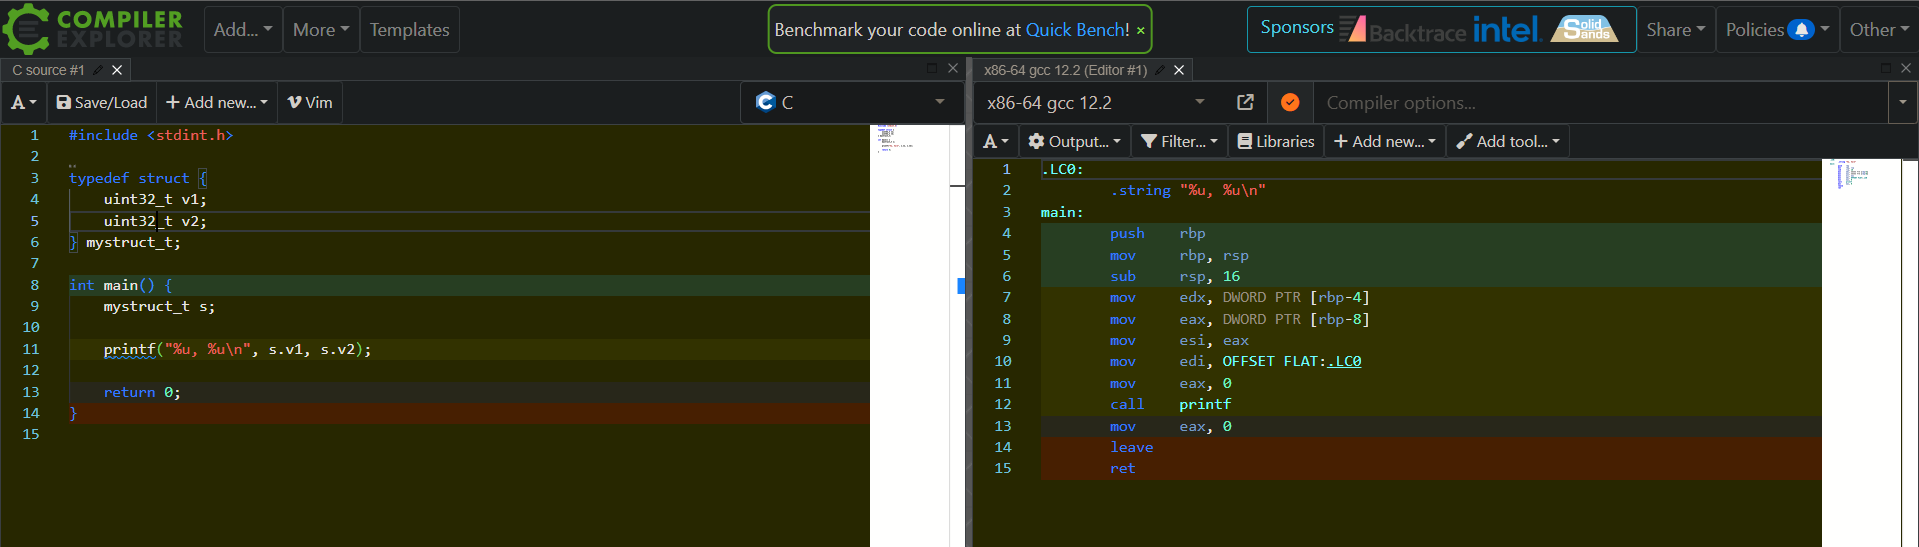 COMPILER
EXPLORER
Add...
More
Templates
Benchmark your code online at Quick Bench! ×
Sponsors
Backtrace
intel.
Solid
Sands
Share
Policies
Other
C source #1
x86-64 gcc 12.2 (Editor #1)
A
Save/Load
+ Add new...
Vim
C
x86-64 gcc 12.2
Compiler options...
A
Output...
Filter...
Libraries
+ Add new...
Add tool...
1 #include <stdint.h>
2
3 typedef struct {
4 uint32_t v1;
5 uint32_t v2;
6 } mystruct_t;
7
8 int main() {
9 mystruct_t s;
10
11 printf("%u, %u\n", s.v1, s.v2);
12
13 return 0;
14 }
15
1 .LC0:
2 .string "%u, %u\n"
3 main:
4 push rbp
5 mov rbp, rsp
6 sub rsp, 16
7 mov edx, DWORD PTR [rbp-4]
8 mov eax, DWORD PTR [rbp-8]
9 mov esi, eax
10 mov edi, OFFSET FLAT:.LC0
11 mov eax, 0
12 call printf
13 mov eax, 0
14 leave
15 ret